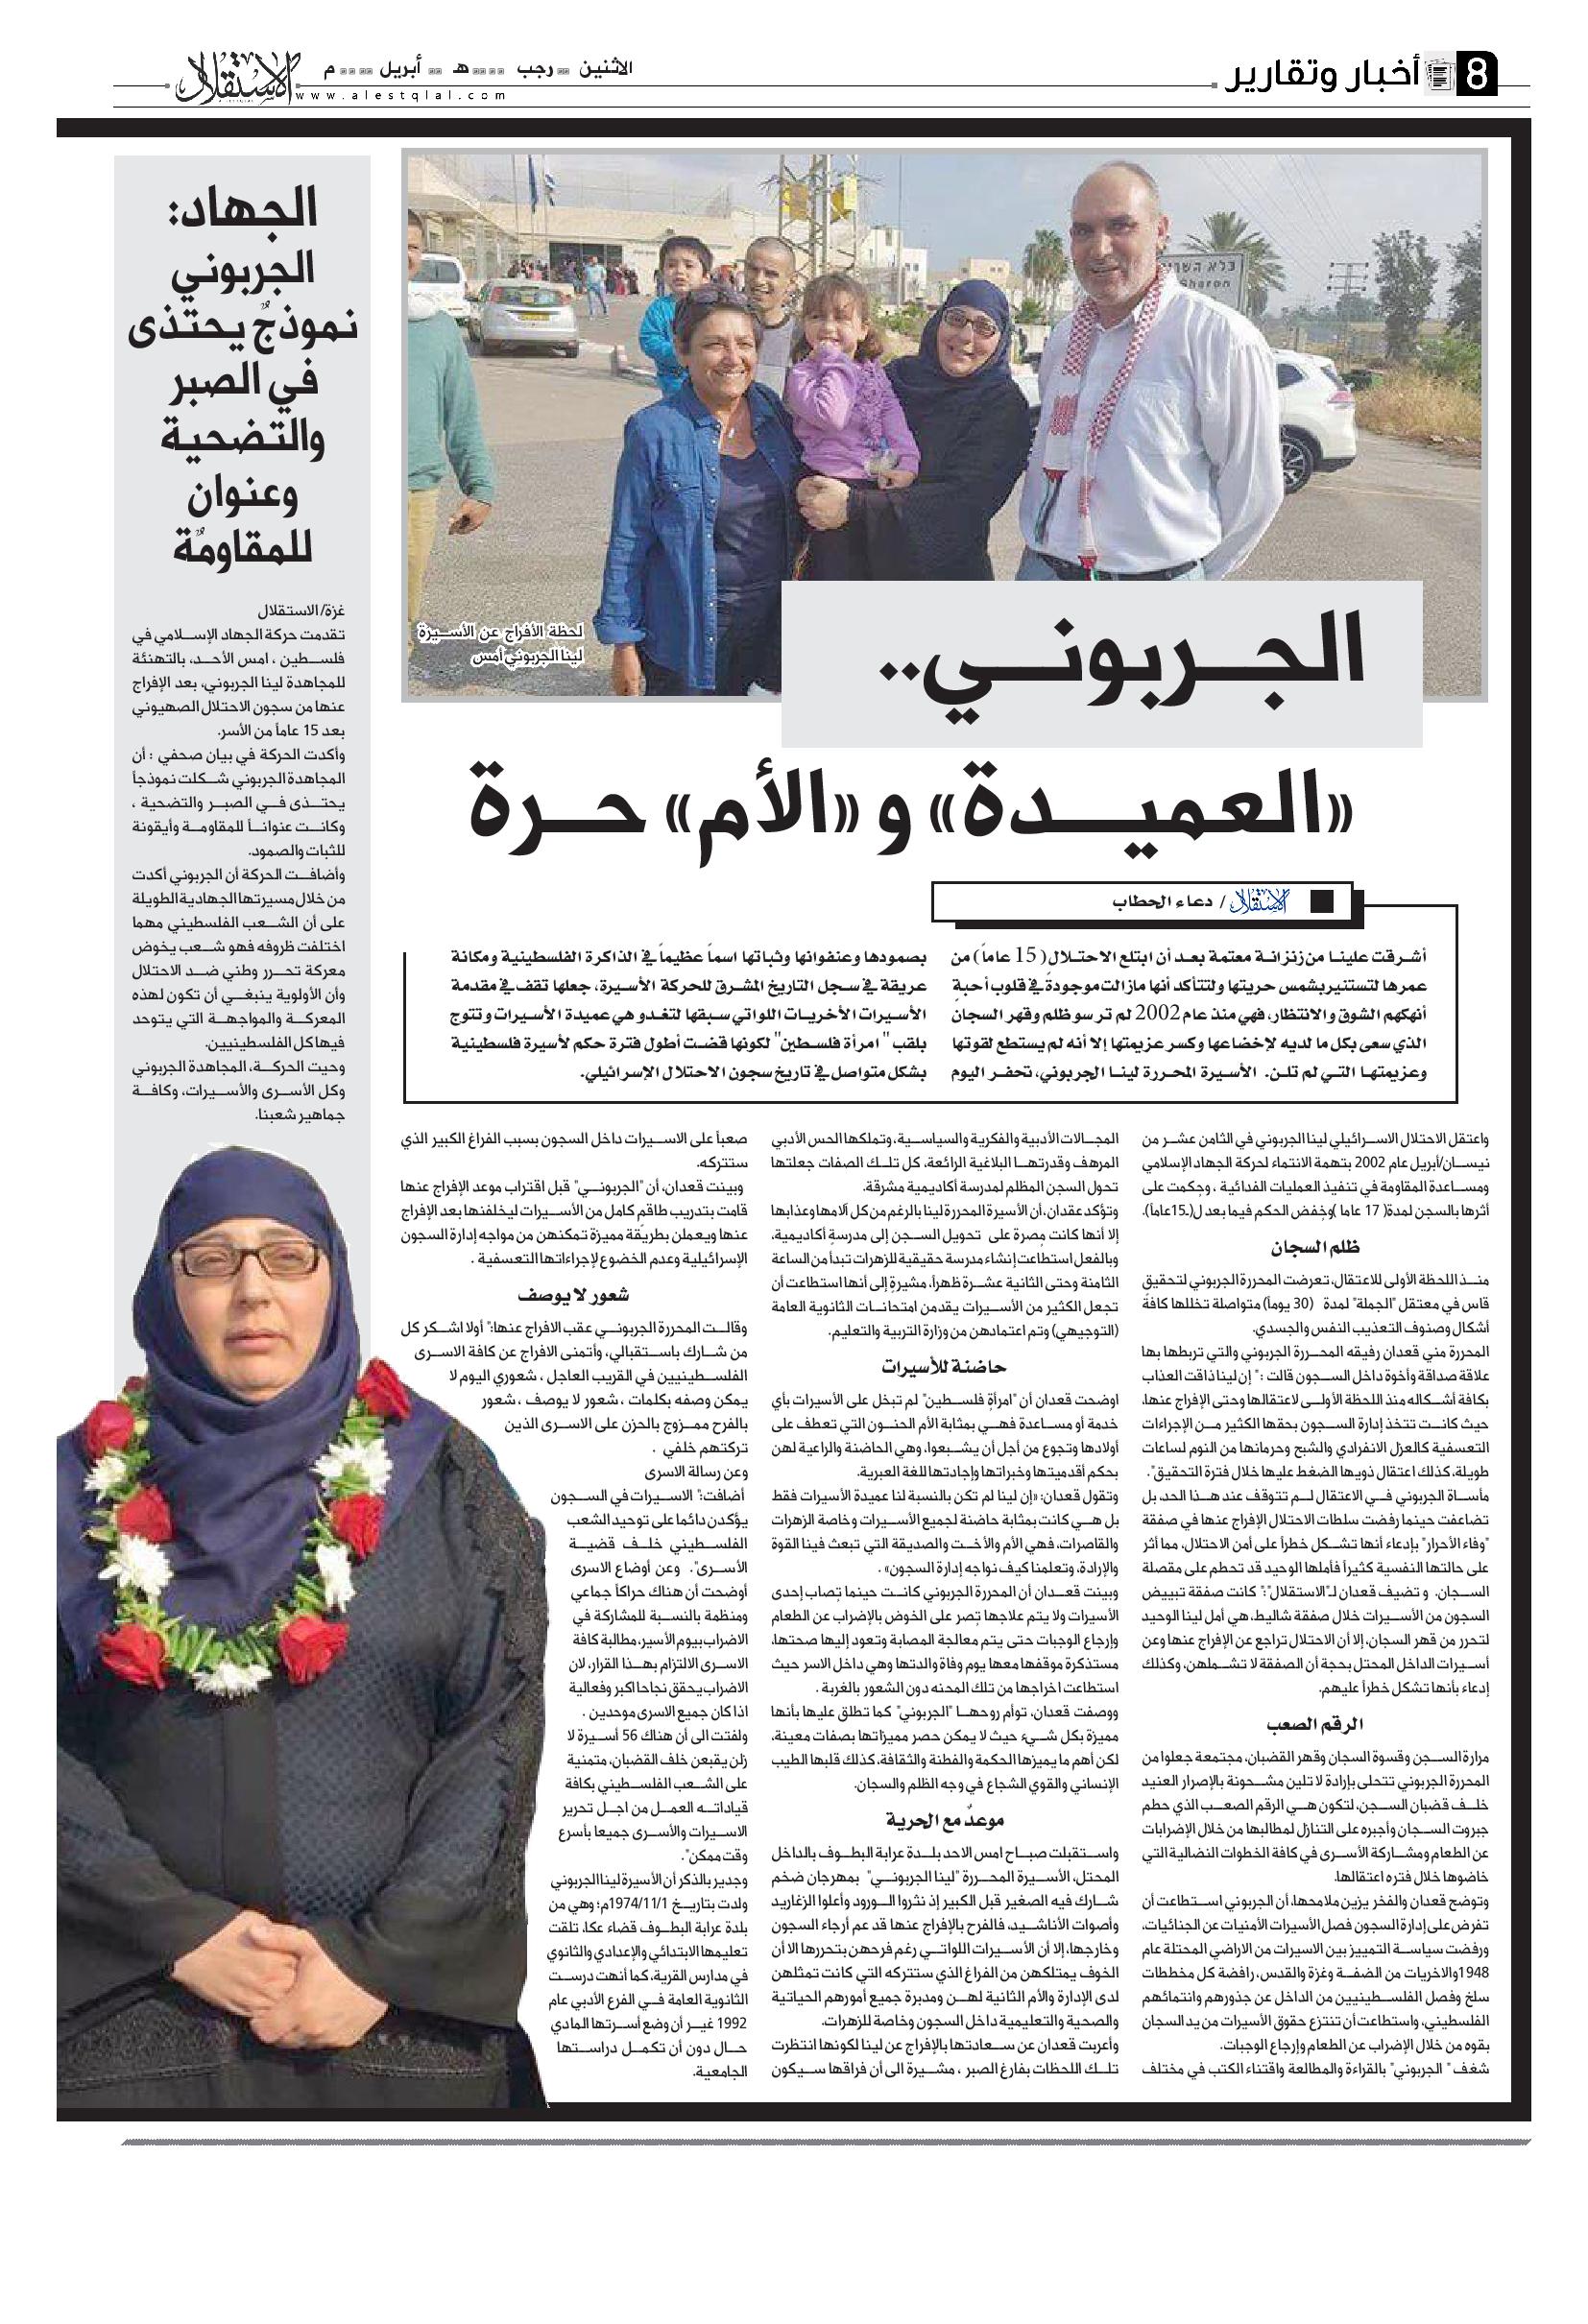 8
أخبار وتقارير
الاثنين رجب هـ أبريل م
الاستقلال
www.alestqlal.com
כלא השרון
Sharon
لحظة الأفراج عن الأسيرة
لينا الجربوني أمس
الجربوني..
«العميدة» و «الأم» حرة
الاستقلال / دعاء الحطاب
أشرقت علينا من زنزانة معتمة بعد أن ابتلع الاحتلال (15 عاماً) من
عمرها لتستنير بشمس حريتها ولتتأكد أنها مازالت موجودةً في قلوب أحبةٍ
أنهكهم الشوق والانتظار، فهي منذ عام 2002 لم تر سو ظلم وقهر السجان
الذي سعى بكل ما لديه لإخضاعها وكسر عزيمتها إلا أنه لم يستطع لقوتها
وعزيمتها التي لم تلن. الأسيرة المحررة لينا الجربوني، تحفر اليوم
بصمودها وعنفوانها وثباتها اسماً عظيماً في الذاكرة الفلسطينية ومكانة
عريقة في سجل التاريخ المشرق للحركة الأسيرة، جعلها تقف في مقدمة
الأسيرات الأخريات اللواتي سبقها لتغدو هي عميدة الأسيرات وتتوج
بلقب " امرأة فلسطين" لكونها قضت أطول فترة حكم لأسيرة فلسطينية
بشكل متواصل في تاريخ سجون الاحتلال الإسرائيلي.
واعتقل الاحتلال الاسرائيلي لينا الجربوني في الثامن عشر من
نيسان/أبريل عام 2002 بتهمة الانتماء لحركة الجهاد الإسلامي
ومساعدة المقاومة في تنفيذ العمليات الفدائية ، وحِكمت على
أثرها بالسجن لمدة( 17 عاما )وخُفض الحكم فيما بعد ل(ـ15عاماً).
ظلم السجان
منذ اللحظة الأولى للاعتقال، تعرضت المحررة الجربوني لتحقيق
قاس في معتقل "الجملة" لمدة (30 يوماً) متواصلة تخللها كافة
أشكال وصنوف التعذيب النفس والجسدي.
المحررة مني قعدان رفيقه المحررة الجربوني والتي تربطها بها
علاقة صداقة وأخوة داخل السجون قالت :" إن لينا ذاقت العذاب
بكافة أشكاله منذ اللحظة الأولى لاعتقالها وحتى الإفراج عنها،
حيث كانت تتخذ إدارة السجون بحقها الكثير من الإجراءات
التعسفية كالعزل الانفرادي والشبح وحرمانها من النوم لساعات
طويلة، كذلك اعتقال ذويها الضغط عليها خلال فترة التحقيق".
مأساة الجربوني في الاعتقال لم تتوقف عند هذا الحد، بل
تضاعفت حينما رفضت سلطات الاحتلال الإفراج عنها في صفقة
"وفاء الأحرار" بإدعاء أنها تشكل خطراً على أمن الاحتلال، مما أثر
على حالتها النفسية كثيراً فأملها الوحيد قد تحطم على مقصلة
السجان. و تضيف قعدان لـ"الاستقلال":" كانت صفقة تبييض
السجون من الأسيرات خلال صفقة شاليط، هي أمل لينا الوحيد
لتحرر من قهر السجان، إلا أن الاحتلال تراجع عن الإفراج عنها وعن
أسيرات الداخل المحتل بحجة أن الصفقة لا تشملهن، وكذلك
إدعاء بأنها تشكل خطراً عليهم.
الرقم الصعب
مرارة السجن وقسوة السجان وقهر القضبان، مجتمعة جعلوا من
المحررة الجربوني تتحلى بإرادة لا تلين مشحونة بالإصرار العنيد
خلف قضبان السجن، لتكون هي الرقم الصعب الذي حطم
جبروت السجان وأجبره على التنازل لمطالبها من خلال الإضرابات
عن الطعام ومشاركة الأسرى في كافة الخطوات النضالية التي
خاضوها خلال فتره اعتقالها.
وتوضح قعدان والفخر يزين ملامحها، أن الجربوني استطاعت أن
تفرض على إدارة السجون فصل الأسيرات الأمنيات عن الجنائيات،
ورفضت سياسة التمييز بين الاسيرات من الاراضي المحتلة عام
1948والاخريات من الضفة وغزة والقدس، رافضة كل مخططات
سلخ وفصل الفلسطينيين من الداخل عن جذورهم وانتمائهم
الفلسطيني، واستطاعت أن تنتزع حقوق الأسيرات من يد السجان
بقوه من خلال الإضراب عن الطعام وإرجاع الوجبات.
شغف " الجربوني" بالقراءة والمطالعة واقتناء الكتب في مختلف
المجالات الأدبية والفكرية والسياسية، وتملكها الحس الأدبي
المرهف وقدرتها البلاغية الرائعة، كل تلك الصفات جعلتها
تحول السجن المظلم لمدرسة أكاديمية مشرقة.
وتؤكد عقدان، أن الأسيرة المحررة لينا بالرغم من كل آلامها وعذابها
إلا أنها كانت مصرة على تحويل السجن إلى مدرسةٍ أكاديمية،
وبالفعل استطاعت إنشاء مدرسة حقيقية للزهرات تبدأ من الساعة
الثامنة وحتى الثانية عشرة ظهراً، مشيرةً إلى أنها استطاعت أن
تجعل الكثير من الأسيرات يقدمن امتحانات الثانوية العامة
(التوجيهي) وتم اعتمادهن من وزارة التربية والتعليم.
حاضنة للأسيرات
اوضحت قعدان أن "امرأة فلسطين" لم تبخل على الأسيرات بأي
خدمة أو مساعدة فهي بمثابة الأم الحنون التي تعطف على
أولادها وتجوع من أجل أن يشبعوا، وهي الحاضنة والراعية لهن
بحكم أقدميتها وخبراتها وإجادتها للغة العبرية.
وتقول قعدان: «إن لينا لم تكن بالنسبة لنا عميدة الأسيرات فقط
بل هي كانت بمثابة حاضنة لجميع الأسيرات وخاصة الزهرات
والقاصرات، فهي الأم والأخت والصديقة التي تبعث فينا القوة
والإرادة، وتعلمنا كيف نواجه إدارة السجون» .
وبينت قعدان أن المحررة الجربوني كانت حينما تصاب إحدى
الأسيرات ولا يتم علاجها تصر على الخوض بالإضراب عن الطعام
وإرجاع الوجبات حتى يتم معالجة المصابة وتعود إليها صحتها،
مستذكرة موقفها معها يوم وفاة والدتها وهي داخل الاسر حيث
استطاعت اخراجها من تلك المحنه دون الشعور بالغربة .
ووصفت قعدان، توأم روحها "الجربوني" كما تطلق عليها بأنها
مميزة بكل شيء حيث لا يمكن حصر مميزاتها بصفات معينة،
لكن أهم ما يميزها الحكمة والفطنة والثقافة، كذلك قلبها الطيب
الإنساني والقوي الشجاع في وجه الظلم والسجان.
موعدٌ مع الحرية
واستقبلت صباح امس الاحد بلدة عرابة البطوف بالداخل
المحتل، الأسيرة المحررة "لينا الجربوني" بمهرجان ضخم
شارك فيه الصغير قبل الكبير إذ نثروا الورود وأعلوا الزغاريد
وأصوات الأناشيد، فالفرح بالإفراج عنها قد عم أرجاء السجون
وخارجها، إلا أن الأسيرات اللواتي رغم فرحهن بتحررها الا أن
الخوف يمتلكهن من الفراغ الذي ستتركه التي كانت تمثلهن
لدى الإدارة والأم الثانية لهن ومدبرة جميع أمورهم الحياتية
والصحية والتعليمية داخل السجون وخاصة للزهرات.
وأعربت قعدان عن سعادتها بالإفراج عن لينا لكونها انتظرت
تلك اللحظات بفارغ الصبر ، مشيرة الى أن فراقها سيكون
صعباً على الاسيرات داخل السجون بسبب الفراغ الكبير الذي
ستتركه.
وبينت قعدان، أن "الجربوني" قبل اقتراب موعد الإفراج عنها
قامت بتدريب طاقم كامل من الأسيرات ليخلفنها بعد الإفراج
عنها ويعملن بطريقة مميزة تمكنهن من مواجه إدارة السجون
الإسرائيلية وعدم الخضوع لإجراءاتها التعسفية .
شعور لا يوصف
وقالت المحررة الجربوني عقب الافراج عنها:" أولا اشكر كل
من شارك باستقبالي، وأتمنى الافراج عن كافة الاسرى
الفلسطينيين في القريب العاجل ، شعوري اليوم لا
يمكن وصفه بكلمات ، شعور لا يوصف ، شعور
بالفرح ممزوج بالحزن على الاسرى الذين
تركتهم خلفي .
وعن رسالة الاسرى
أضافت:" الاسيرات في السجون
يؤكدن دائما على توحيد الشعب
الفلسطيني خلف قضية
الأسرى". وعن أوضاع الاسرى
أوضحت أن هناك حراكاً جماعي
ومنظمة بالنسبة للمشاركة في
الاضراب بيوم الأسير، مطالبة كافة
الاسرى الالتزام بهذا القرار، لان
الاضراب يحقق نجاحا اكبر وفعالية
اذا كان جميع الاسرى موحدين .
ولفتت الى أن هناك 56 أسيرة لا
زلن يقبعن خلف القضبان، متمنية
على الشعب الفلسطيني بكافة
قياداته العمل من اجل تحرير
الاسيرات والأسرى جميعا بأسرع
وقت ممكن".
وجدير بالذكر أن الأسيرة لينا الجربوني
ولدت بتاريخ 1974/11/1م؛ وهي من
بلدة عرابة البطوف قضاء عكا، تلقت
تعليمها الابتدائي والإعدادي والثانوي
في مدارس القرية، كما أنهت درست
الثانوية العامة في الفرع الأدبي عام
1992 غير أن وضع أسرتها المادي
حال دون أن تكمل دراستها
الجامعية.
الجهاد:
الجربوني
نموذجٌ يحتذى
في الصبر
والتضحية
وعنوان
للمقاومة
غزة/ الاستقلال
تقدمت حركة الجهاد الإسلامي في
فلسطين ، امس الأحد، بالتهنئة
للمجاهدة لينا الجربوني، بعد الإفراج
عنها من سجون الاحتلال الصهيوني
بعد 15 عاماً من الأسر.
وأكدت الحركة في بيان صحفي : أن
المجاهدة الجربوني شكلت نموذجاً
يحتذى في الصبر والتضحية ،
وكانت عنواناً للمقاومة وأيقونة
للثبات والصمود.
وأضافت الحركة أن الجربوني أكدت
من خلال مسيرتها الجهادية الطويلة
على أن الشعب الفلسطيني مهما
اختلفت ظروفه فهو شعب يخوض
معركة تحرر وطني ضد الاحتلال
وأن الأولوية ينبغي أن تكون لهذه
المعركة والمواجهة التي يتوحد
فيها كل الفلسطينيين.
وحيت الحركة، المجاهدة الجربوني
وكل الأسرى والأسيرات، وكافة
جماهير شعبنا.